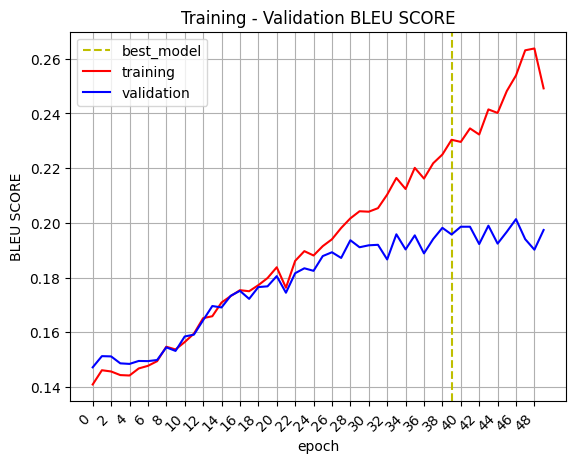 Training - Validation BLEU SCORE
best_model
training
validation
BLEU SCORE
0.26
0.24
0.22
0.20
0.18
0.16
0.14
0 2 4 6 8 10 12 14 16 18 20 22 24 26 28 30 32 34 36 38 40 42 44 46 48
epoch